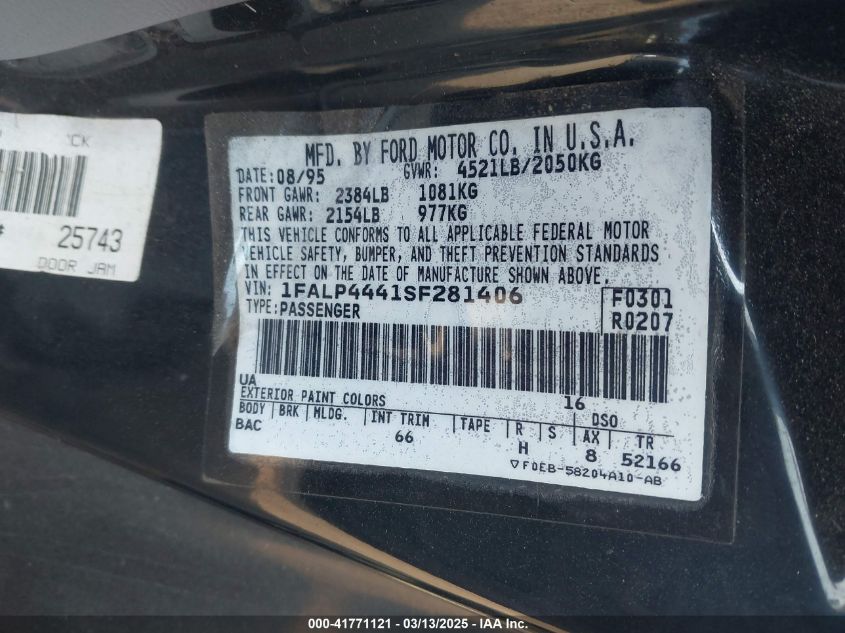 CK
# 25743
DOOR JAM
MFD. BY FORD MOTOR CO. IN U.S.A.
DATE: 08/95 GVWR: 4521LB/2050KG
FRONT GAWR: 2384LB 1081KG
REAR GAWR: 2154LB 977KG
THIS VEHICLE CONFORMS TO ALL APPLICABLE FEDERAL MOTOR
VEHICLE SAFETY, BUMPER, AND THEFT PREVENTION STANDARDS
IN EFFECT ON THE DATE OF MANUFACTURE SHOWN ABOVE.
VIN: 1FALP4441SF281406 F0301
TYPE: PASSENGER R0207
UA 16
EXTERIOR PAINT COLORS DSO
BODY BRK MLDG. INT TRIM TAPE R S AX TR
BAC 66 H 8 52166
▽F0EB-58204A10-AB
000-41771121 / 03/13/2025 - IAA Inc.